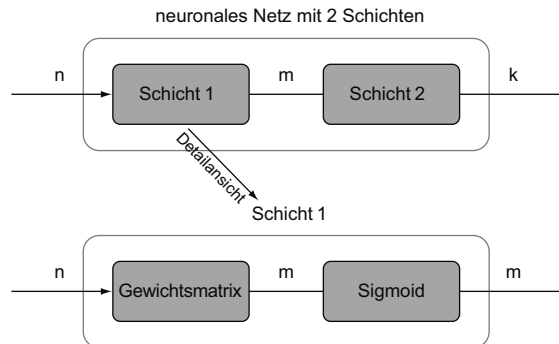 neuronales Netz mit 2 Schichten
n
Schicht 1
m
Schicht 2
k
Detailansicht
Schicht 1
n
Gewichtsmatrix
m
Sigmoid
m